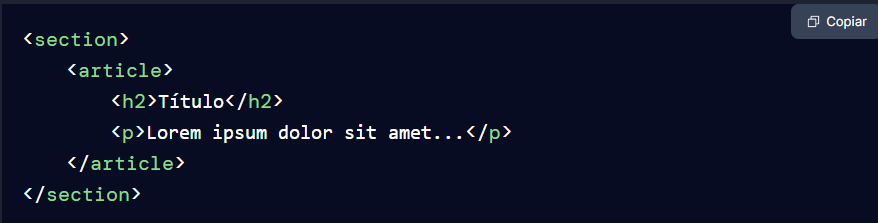 Copiar
<section>
    <article>
        <h2>Título</h2>
        <p>Lorem ipsum dolor sit amet...</p>
    </article>
</section>